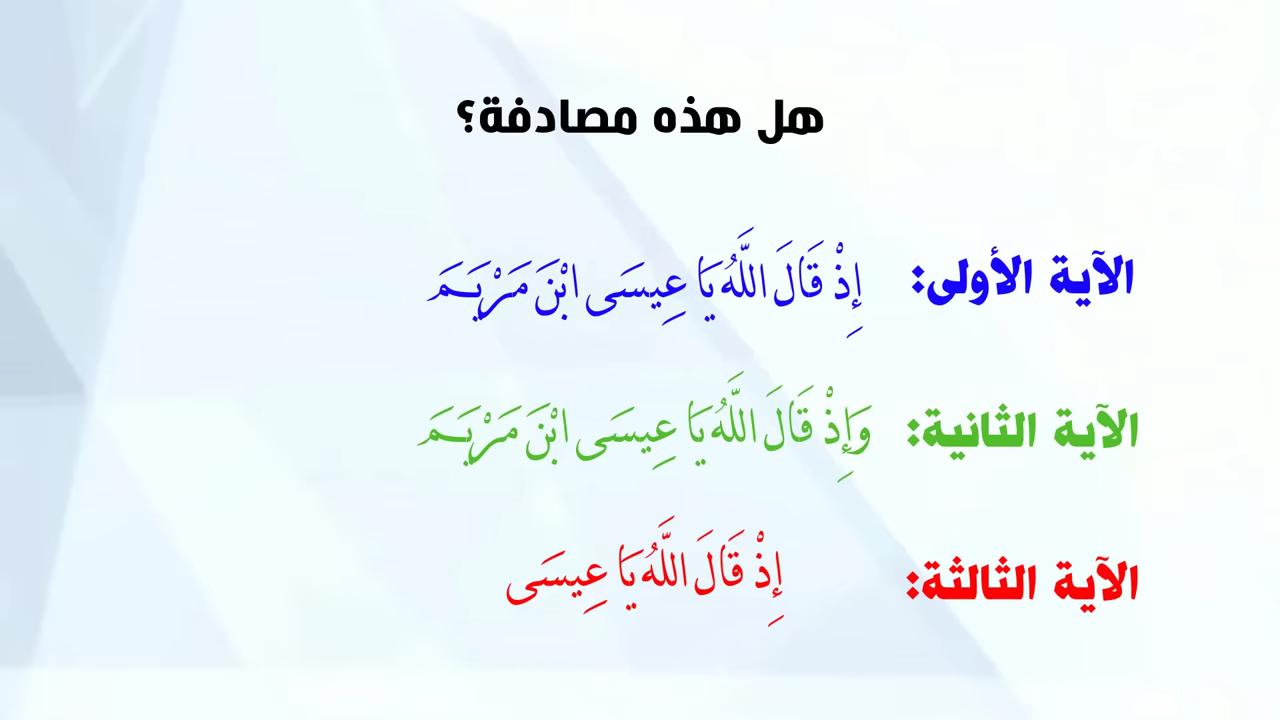 هل هذه مصادفة؟
الآية الأولى: إِذْ قَالَ اللَّهُ يَا عِيسَى ابْنَ مَرْيَمَ
الآية الثانية: وَإِذْ قَالَ اللَّهُ يَا عِيسَى ابْنَ مَرْيَمَ
الآية الثالثة: إِذْ قَالَ اللَّهُ يَا عِيسَى